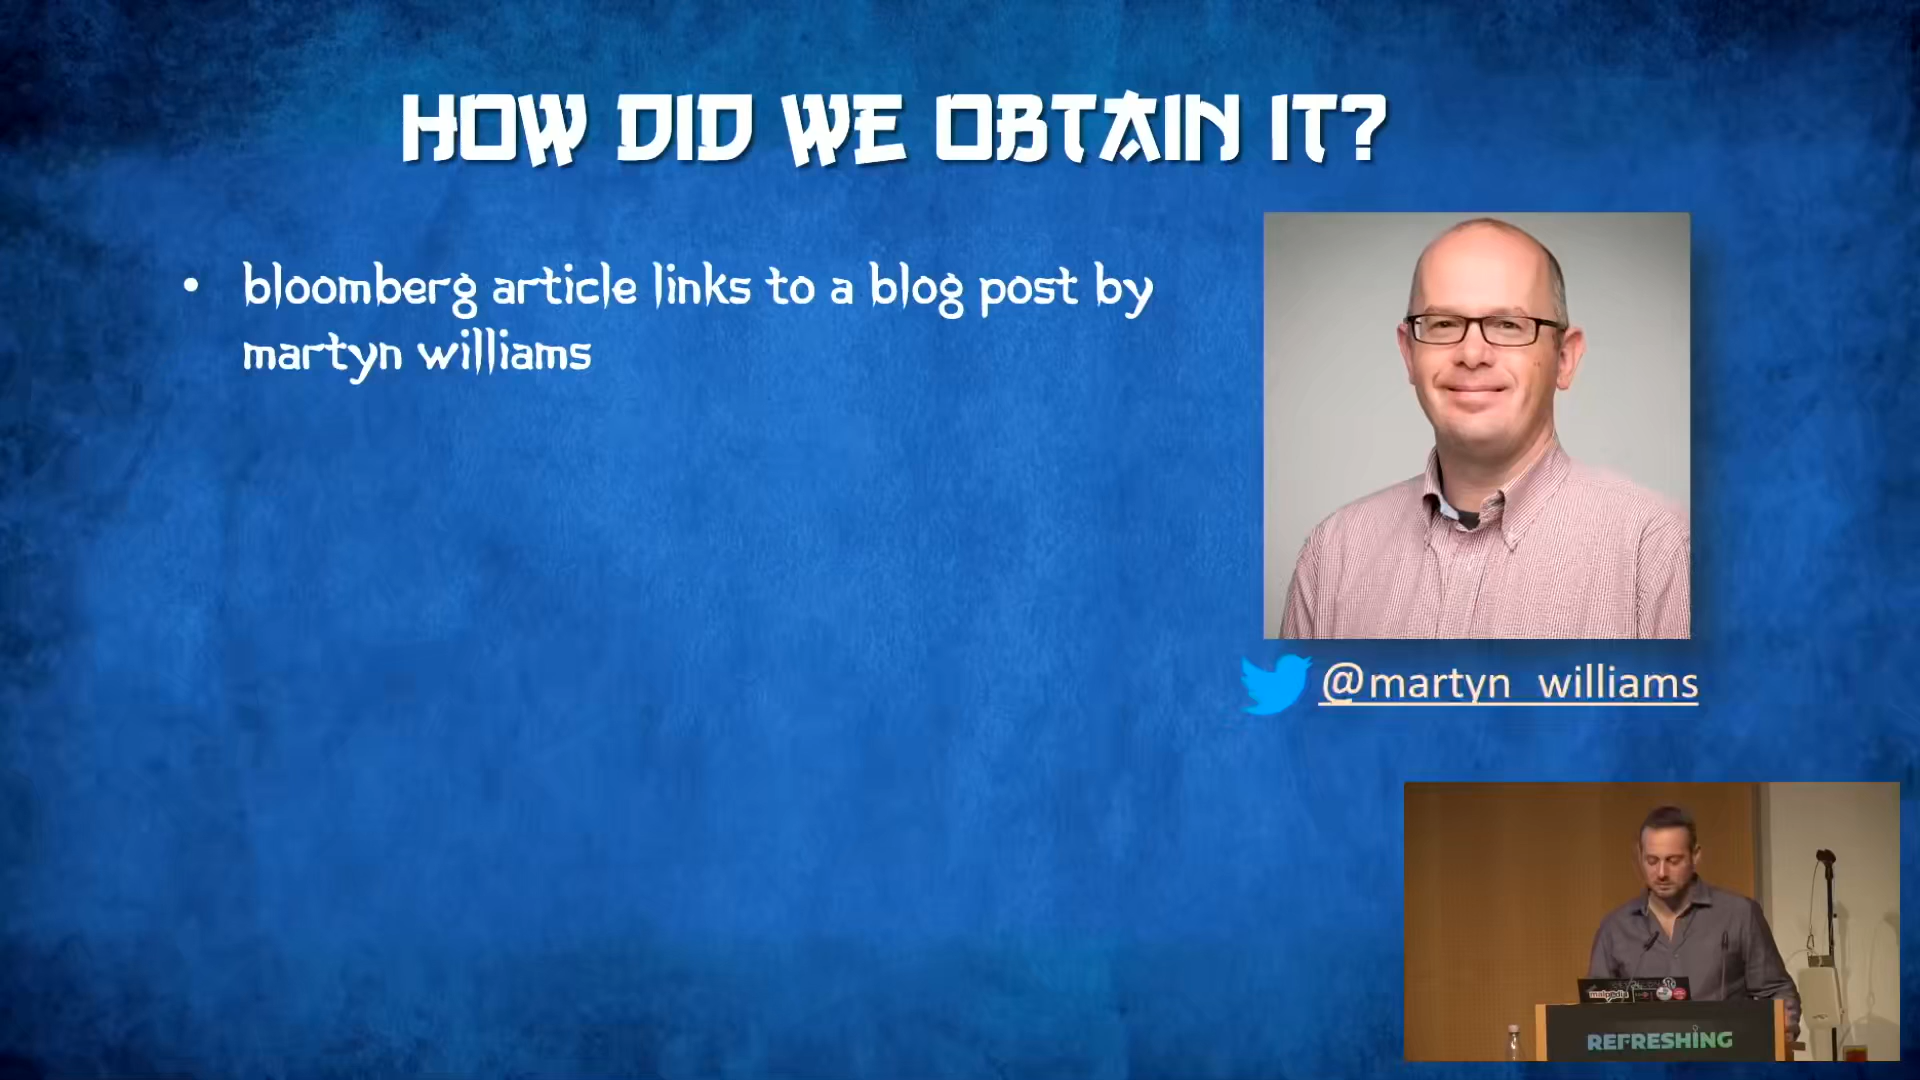 HOW DID WE OBTAIN IT?
• bloomberg article links to a blog post by
martyn williams
@martyn_williams
REFRESHING